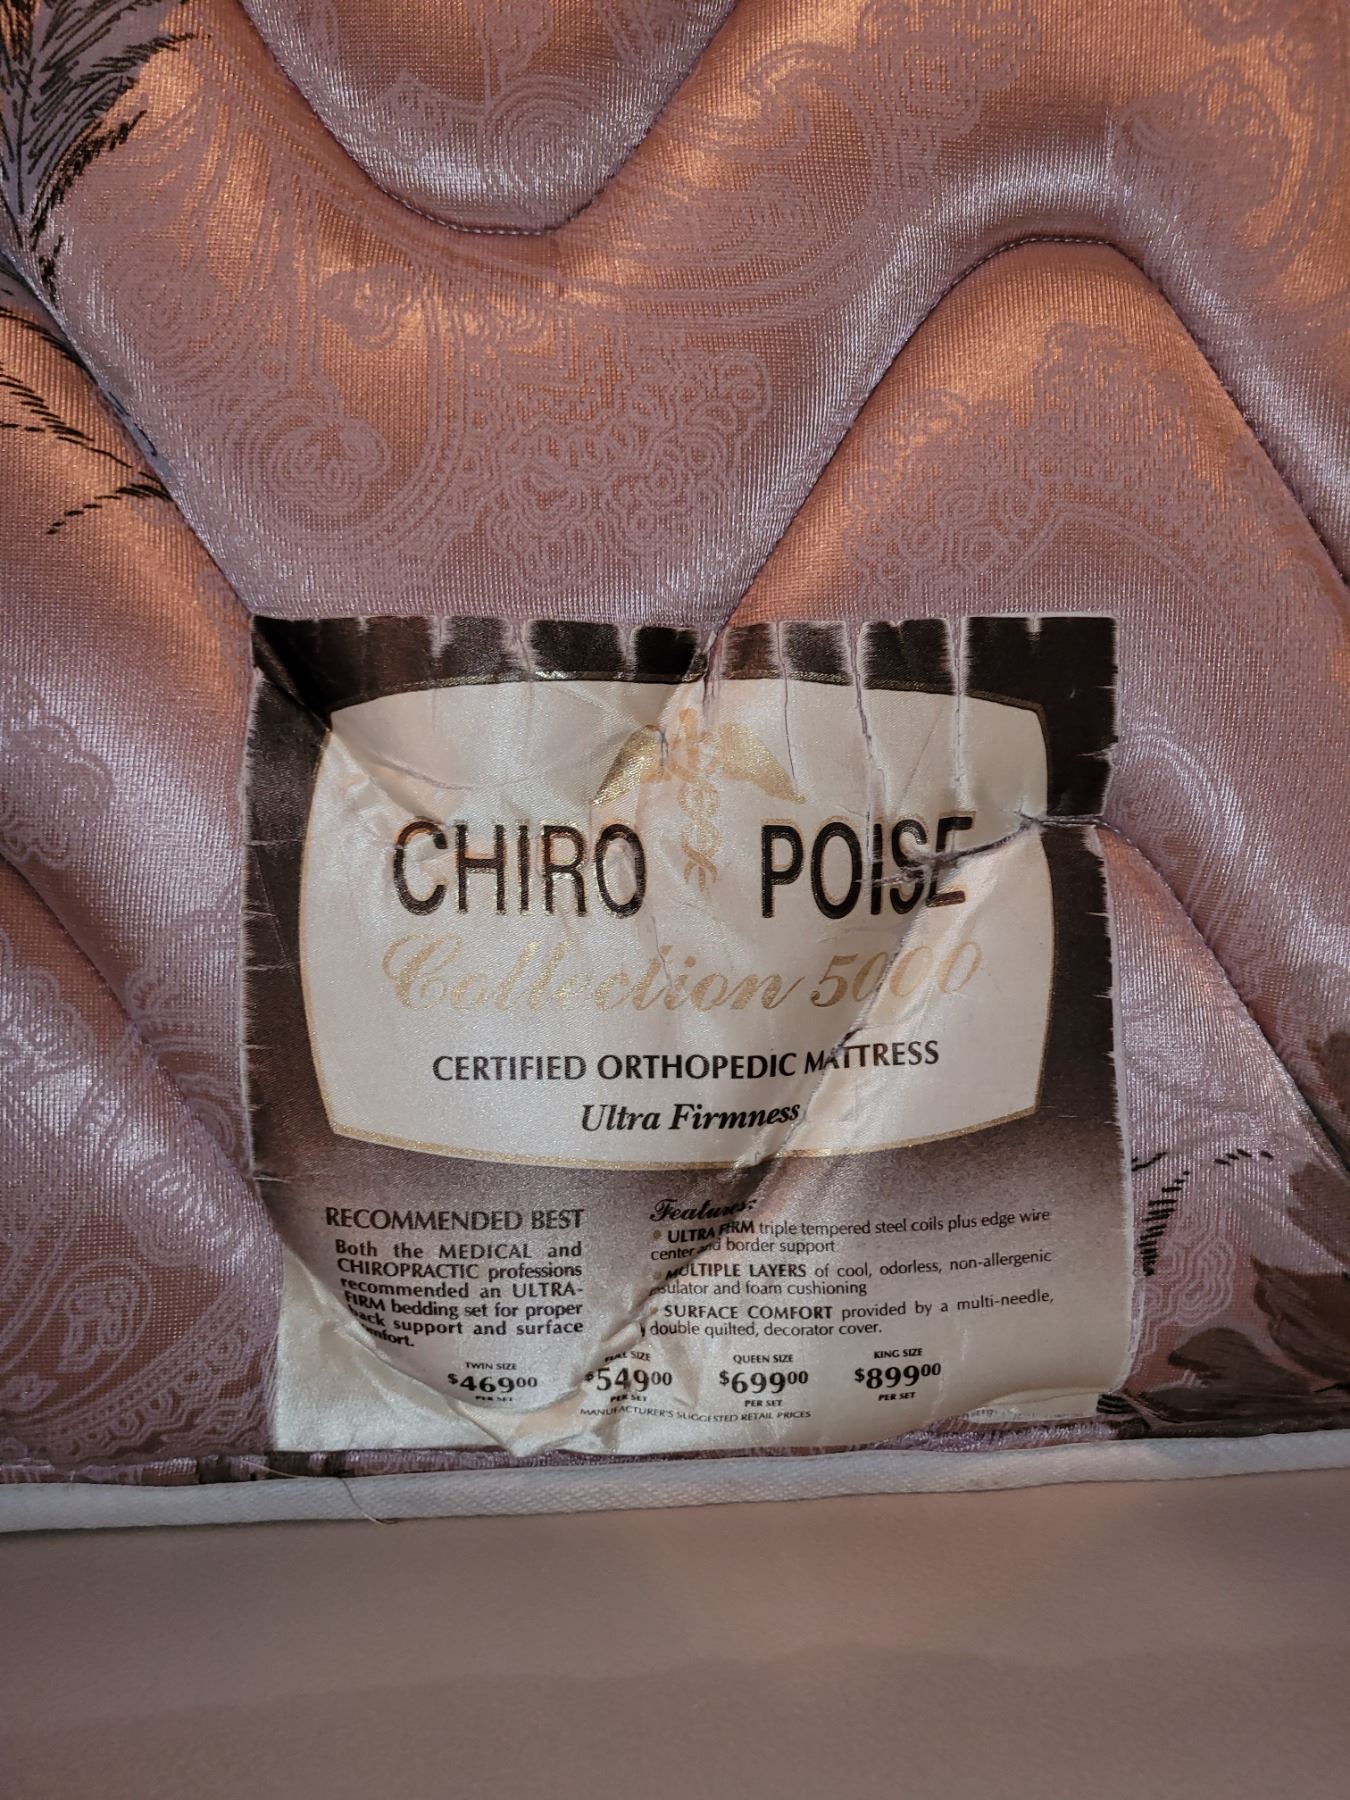 CHIRO POISE
Collection 5000
CERTIFIED ORTHOPEDIC MATTRESS
Ultra Firmness
RECOMMENDED BEST
Both the MEDICAL and
CHIROPRACTIC professions
recommended an ULTRA-
FIRM bedding set for proper
back support and surface
comfort.
Features:
• ULTRA FIRM triple tempered steel coils plus edge wire
center and border support
• MULTIPLE LAYERS of cool, odorless, non-allergenic
insulator and foam cushioning
• SURFACE COMFORT provided by a multi-needle,
double quilted, decorator cover.
TWIN SIZE FULL SIZE QUEEN SIZE KING SIZE
$469.00 $549.00 $699.00 $899.00
PER SET PER SET PER SET PER SET
MANUFACTURER'S SUGGESTED RETAIL PRICES